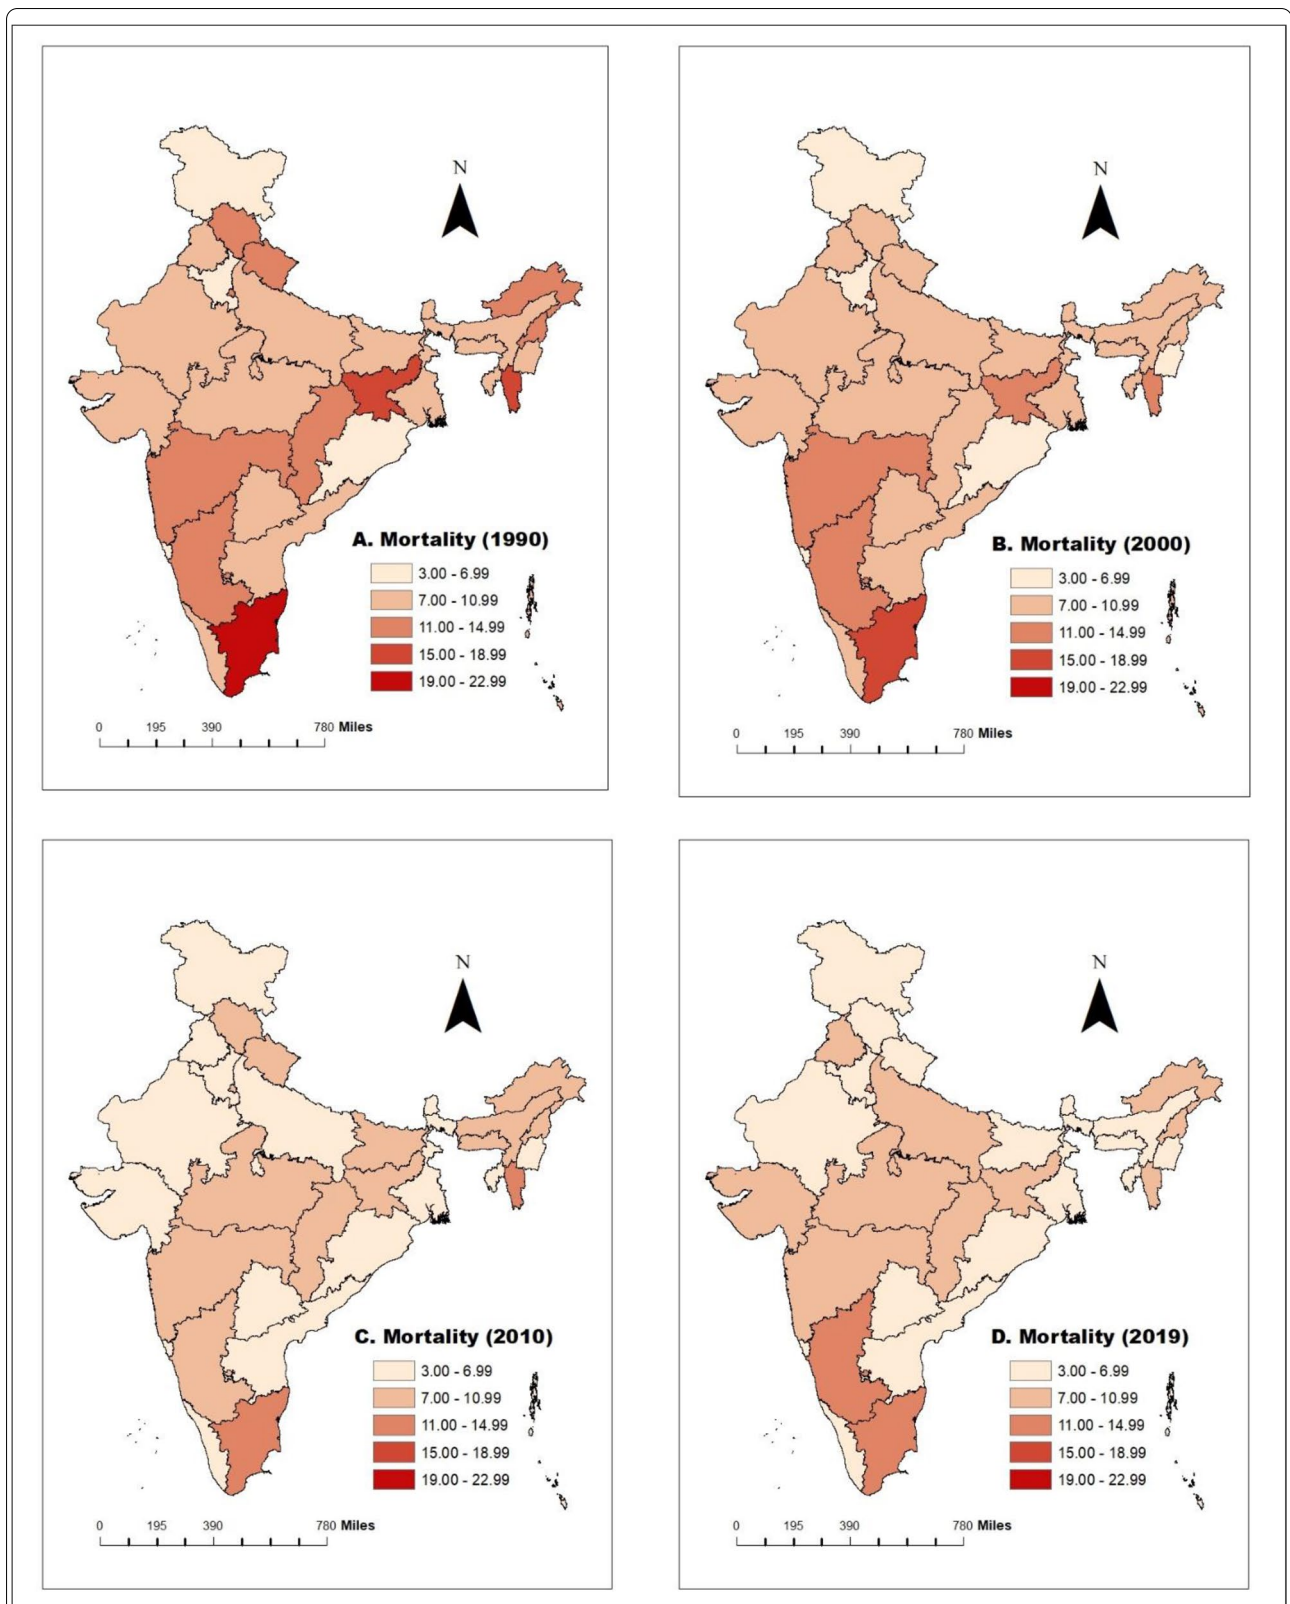 N
A. Mortality (1990)
3.00 - 6.99
7.00 - 10.99
11.00 - 14.99
15.00 - 18.99
19.00 - 22.99
0 195 390 780 Miles
N
B. Mortality (2000)
3.00 - 6.99
7.00 - 10.99
11.00 - 14.99
15.00 - 18.99
19.00 - 22.99
0 195 390 780 Miles
N
C. Mortality (2010)
3.00 - 6.99
7.00 - 10.99
11.00 - 14.99
15.00 - 18.99
19.00 - 22.99
0 195 390 780 Miles
N
D. Mortality (2019)
3.00 - 6.99
7.00 - 10.99
11.00 - 14.99
15.00 - 18.99
19.00 - 22.99
0 195 390 780 Miles